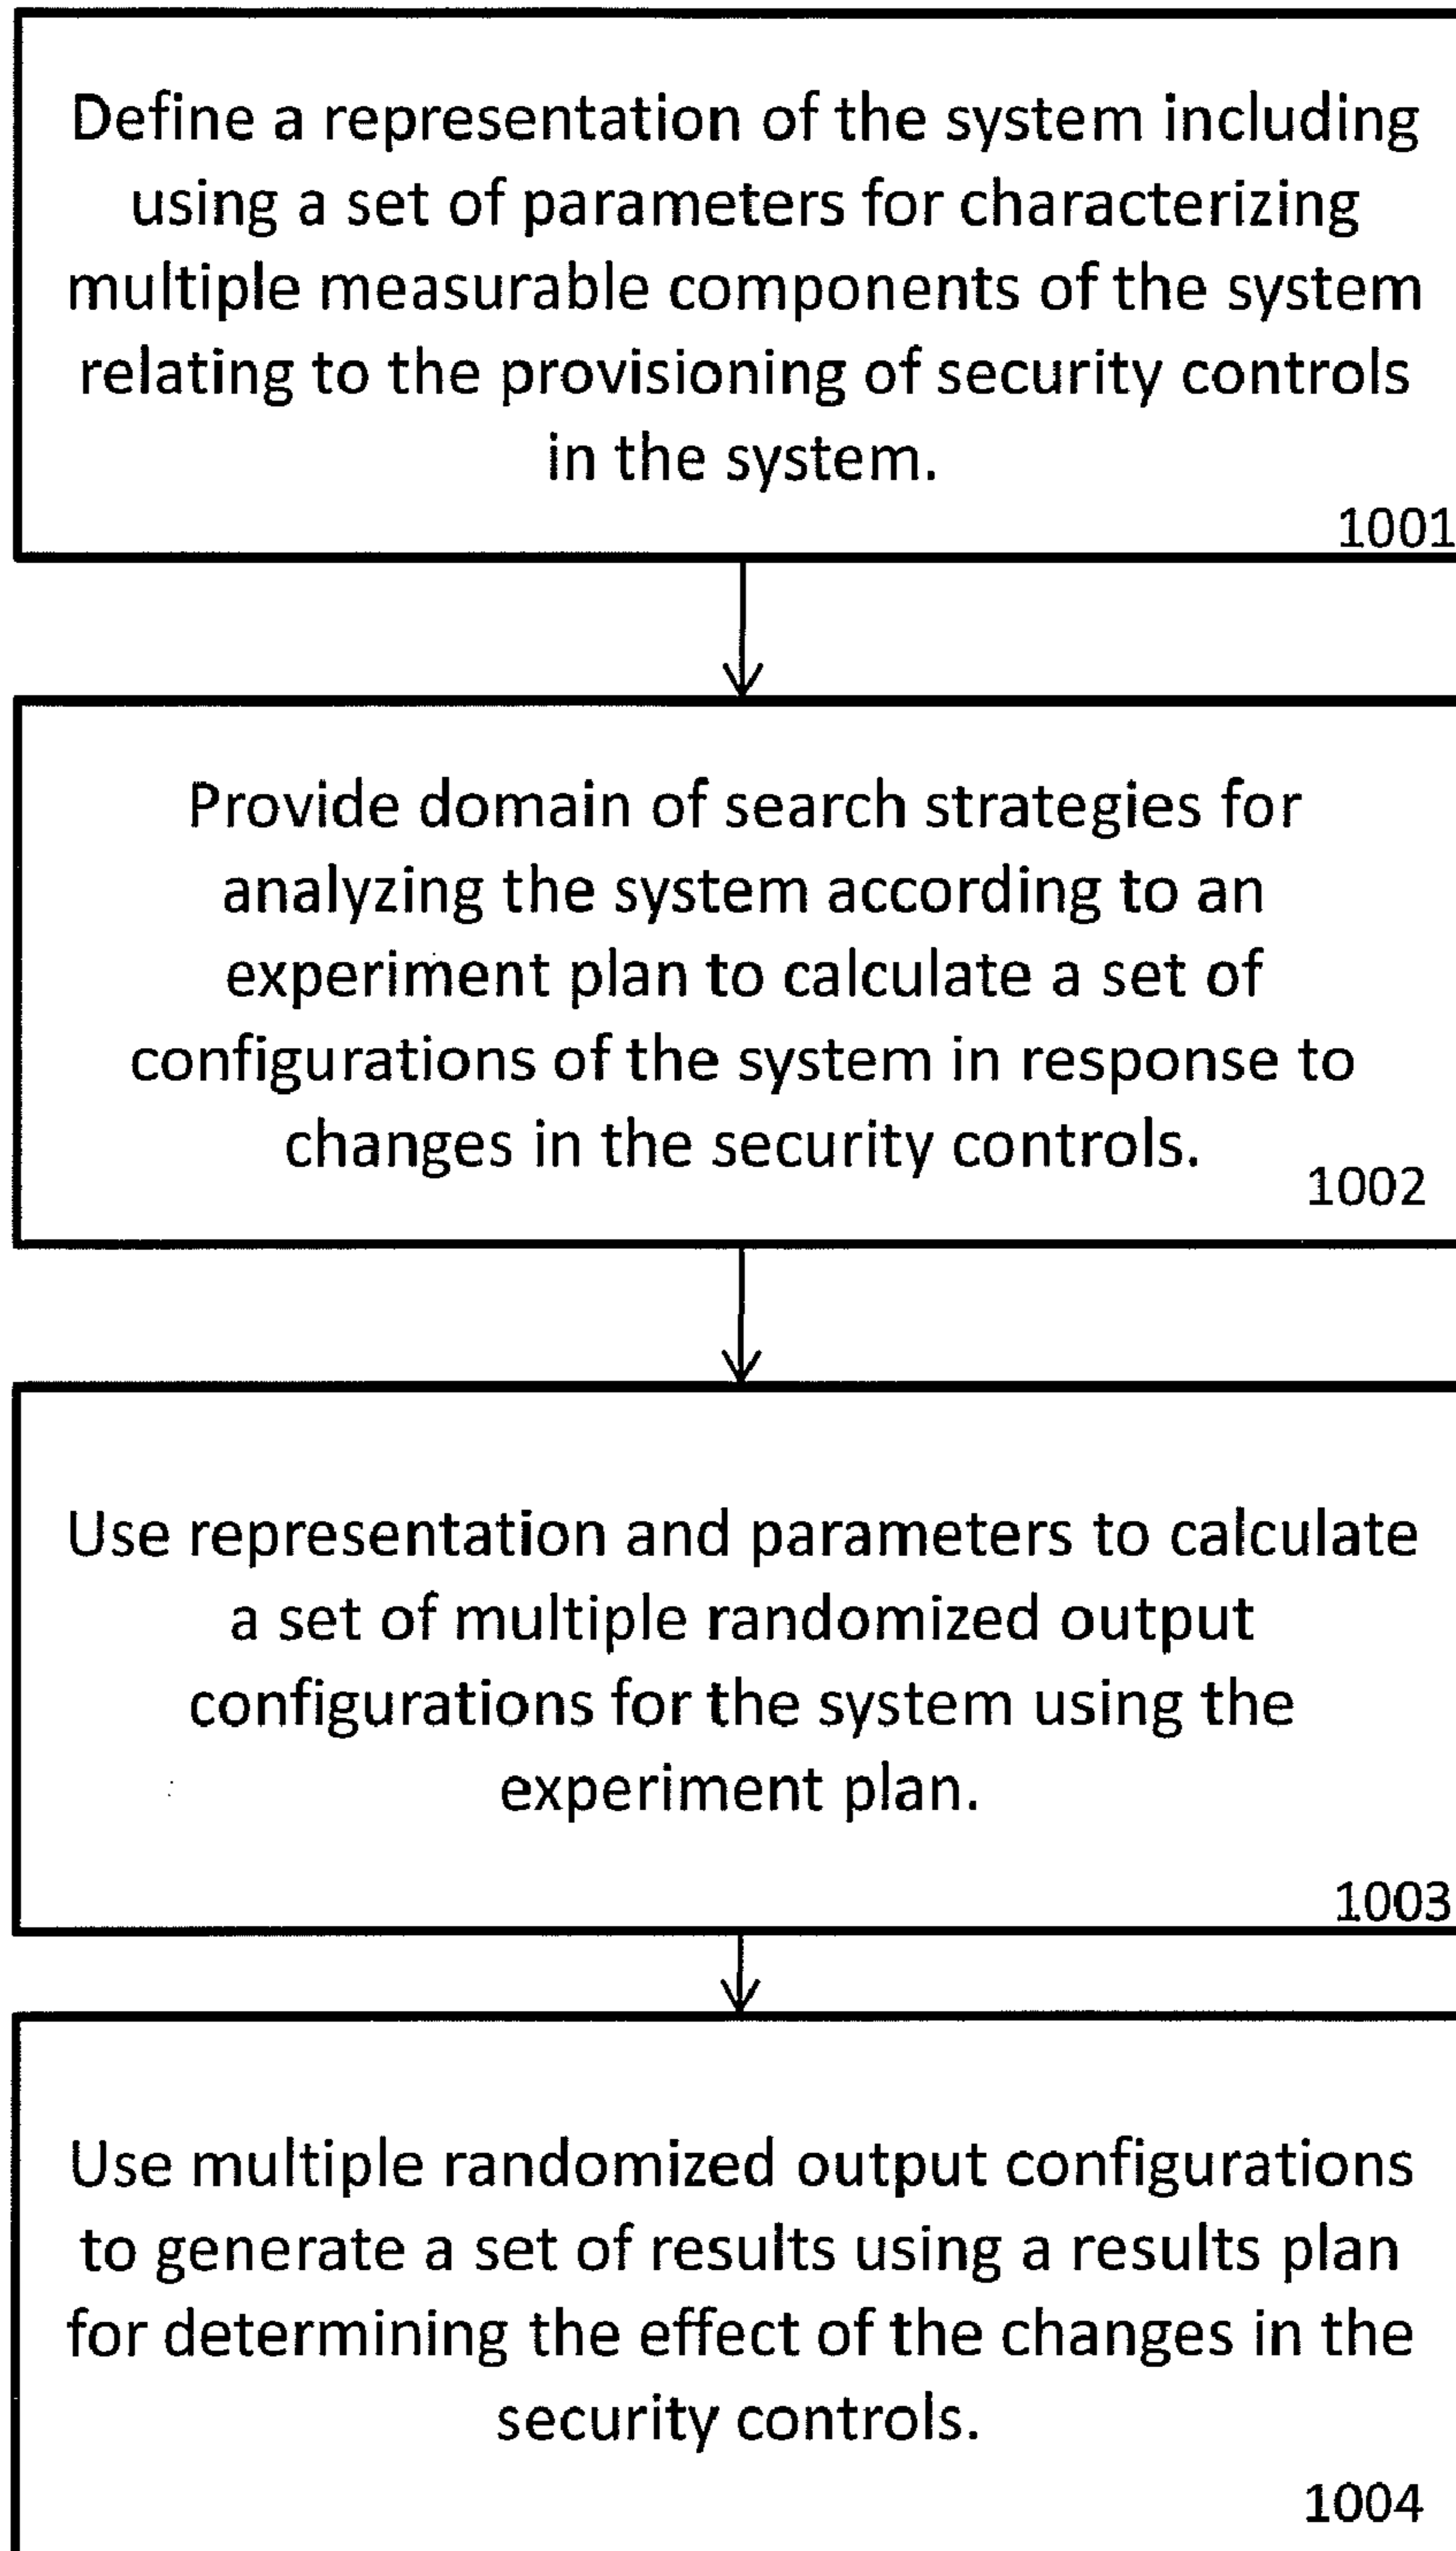 Define a representation of the system including
using a set of parameters for characterizing
multiple measurable components of the system
relating to the provisioning of security controls
in the system.
1001
Provide domain of search strategies for
analyzing the system according to an
experiment plan to calculate a set of
configurations of the system in response to
changes in the security controls.
1002
Use representation and parameters to calculate
a set of multiple randomized output
configurations for the system using the
experiment plan.
1003
Use multiple randomized output configurations
to generate a set of results using a results plan
for determining the effect of the changes in the
security controls.
1004